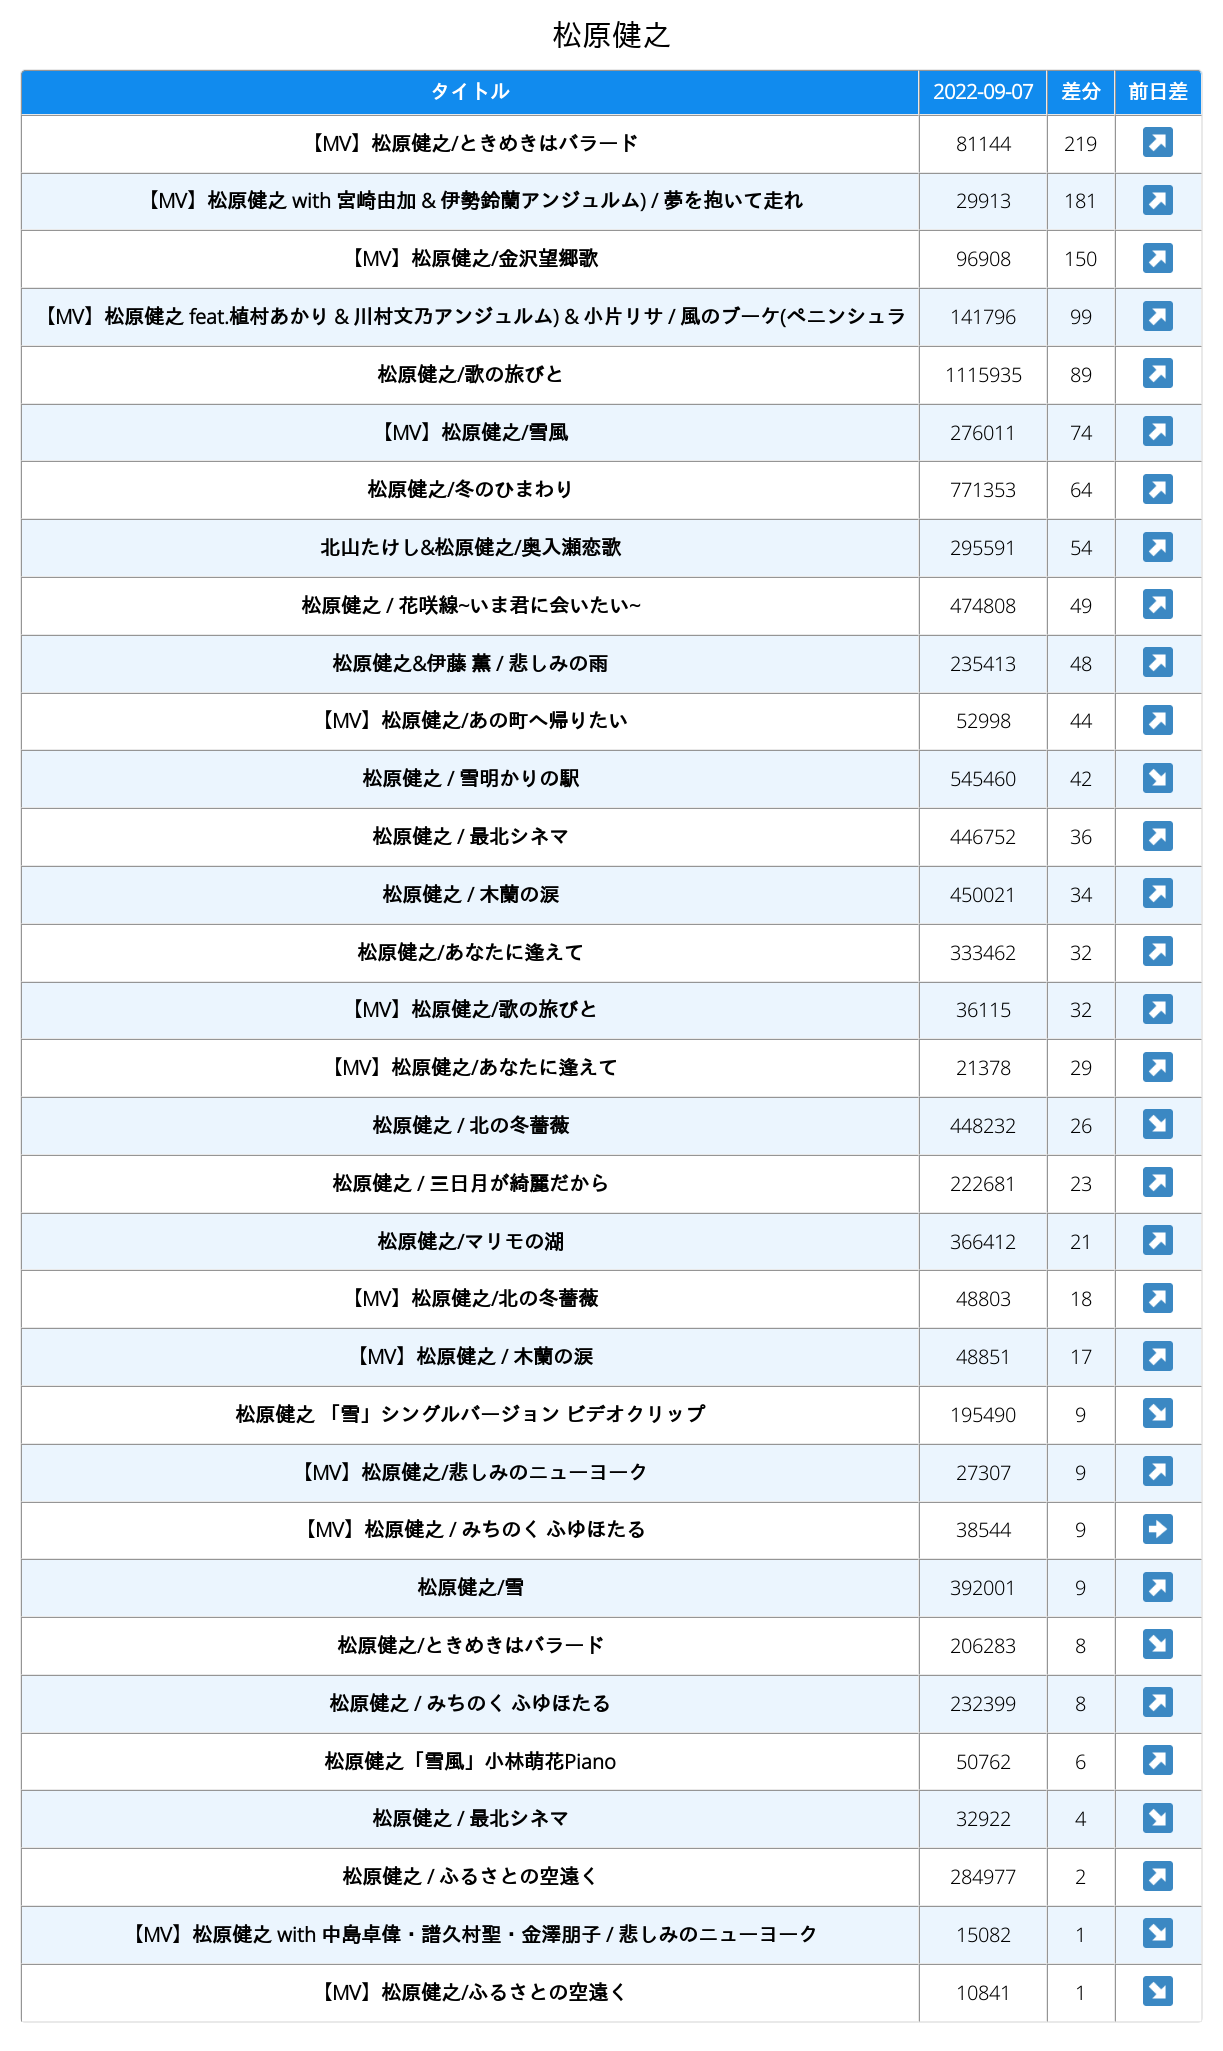 松原健之
タイトル 2022-09-07 差分 前日差
【MV】松原健之/ときめきはバラード 81144 219
【MV】松原健之 with 宮崎由加 & 伊勢鈴蘭アンジュルム) / 夢を抱いて走れ 29913 181
【MV】松原健之/金沢望郷歌 96908 150
【MV】松原健之 feat.植村あかり & 川村文乃アンジュルム) & 小片リサ / 風のブーケ(ペニンシュラ 141796 99
松原健之/歌の旅びと 1115935 89
【MV】松原健之/雪風 276011 74
松原健之/冬のひまわり 771353 64
北山たけし&松原健之/奥入瀬恋歌 295591 54
松原健之 / 花咲線~いま君に会いたい~ 474808 49
松原健之&伊藤 薫 / 悲しみの雨 235413 48
【MV】松原健之/あの町へ帰りたい 52998 44
松原健之 / 雪明かりの駅 545460 42
松原健之 / 最北シネマ 446752 36
松原健之 / 木蘭の涙 450021 34
松原健之/あなたに逢えて 333462 32
【MV】松原健之/歌の旅びと 36115 32
【MV】松原健之/あなたに逢えて 21378 29
松原健之 / 北の冬薔薇 448232 26
松原健之 / 三日月が綺麗だから 222681 23
松原健之/マリモの湖 366412 21
【MV】松原健之/北の冬薔薇 48803 18
【MV】松原健之 / 木蘭の涙 48851 17
松原健之 「雪」シングルバージョン ビデオクリップ 195490 9
【MV】松原健之/悲しみのニューヨーク 27307 9
【MV】松原健之 / みちのく ふゆほたる 38544 9
松原健之/雪 392001 9
松原健之/ときめきはバラード 206283 8
松原健之 / みちのく ふゆほたる 232399 8
松原健之「雪風」小林萌花Piano 50762 6
松原健之 / 最北シネマ 32922 4
松原健之 / ふるさとの空遠く 284977 2
【MV】松原健之 with 中島卓偉・譜久村聖・金澤朋子 / 悲しみのニューヨーク 15082 1
【MV】松原健之/ふるさとの空遠く 10841 1